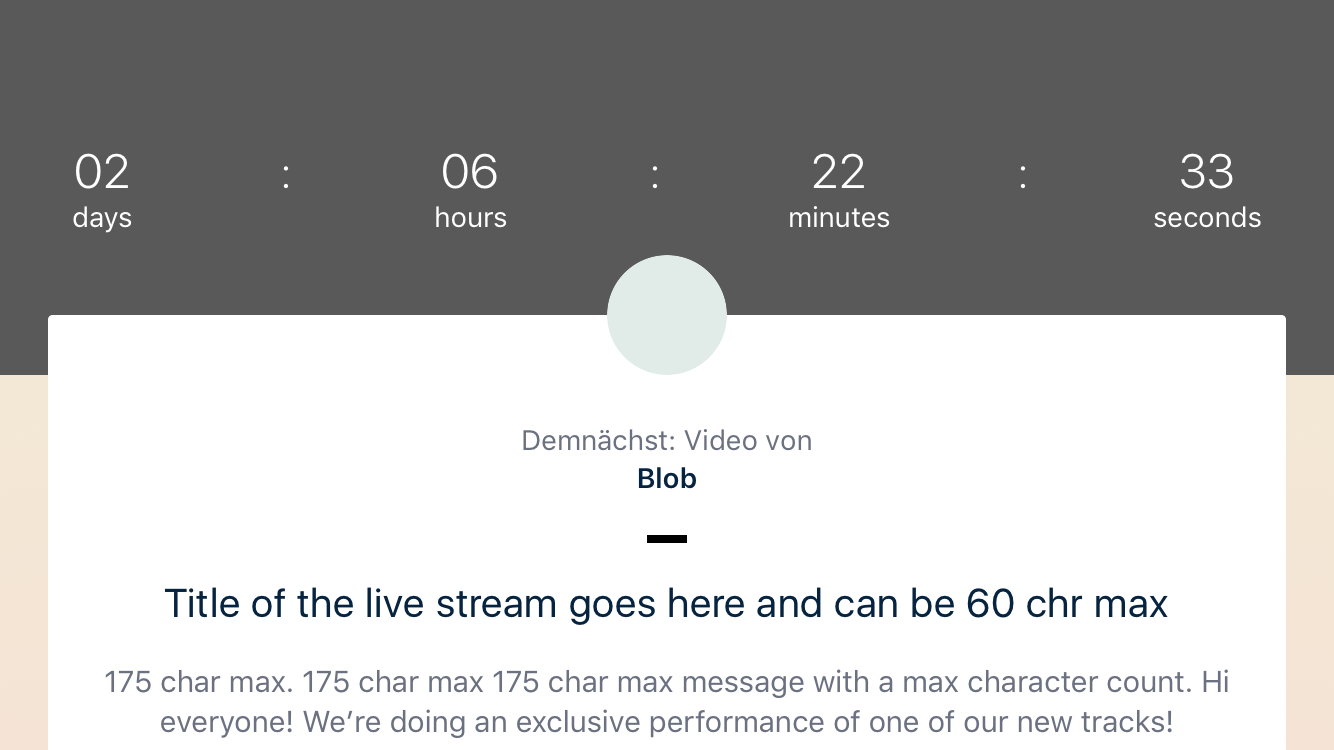 02 : 06 : 22 : 33
days hours minutes seconds
Demnächst: Video von
Blob
Title of the live stream goes here and can be 60 chr max
175 char max. 175 char max 175 char max message with a max character count. Hi
everyone! We’re doing an exclusive performance of one of our new tracks!